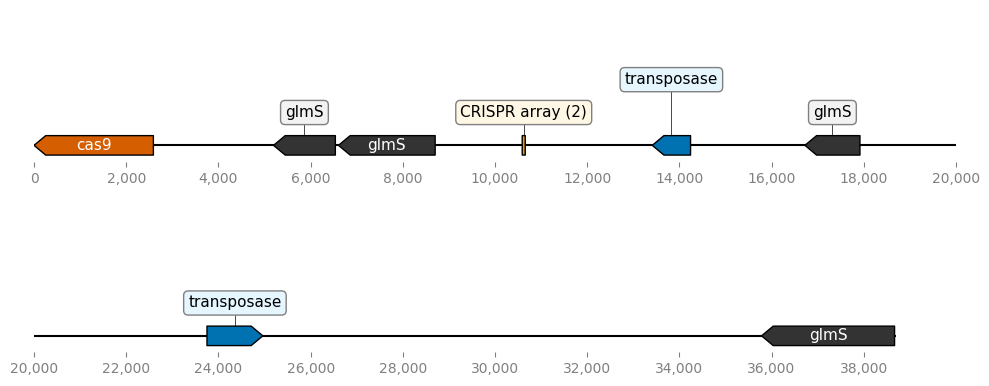 transposase
glmS
CRISPR array (2)
glmS
cas9
glmS
0
2,000
4,000
6,000
8,000
10,000
12,000
14,000
16,000
18,000
20,000
transposase
glmS
20,000
22,000
24,000
26,000
28,000
30,000
32,000
34,000
36,000
38,000